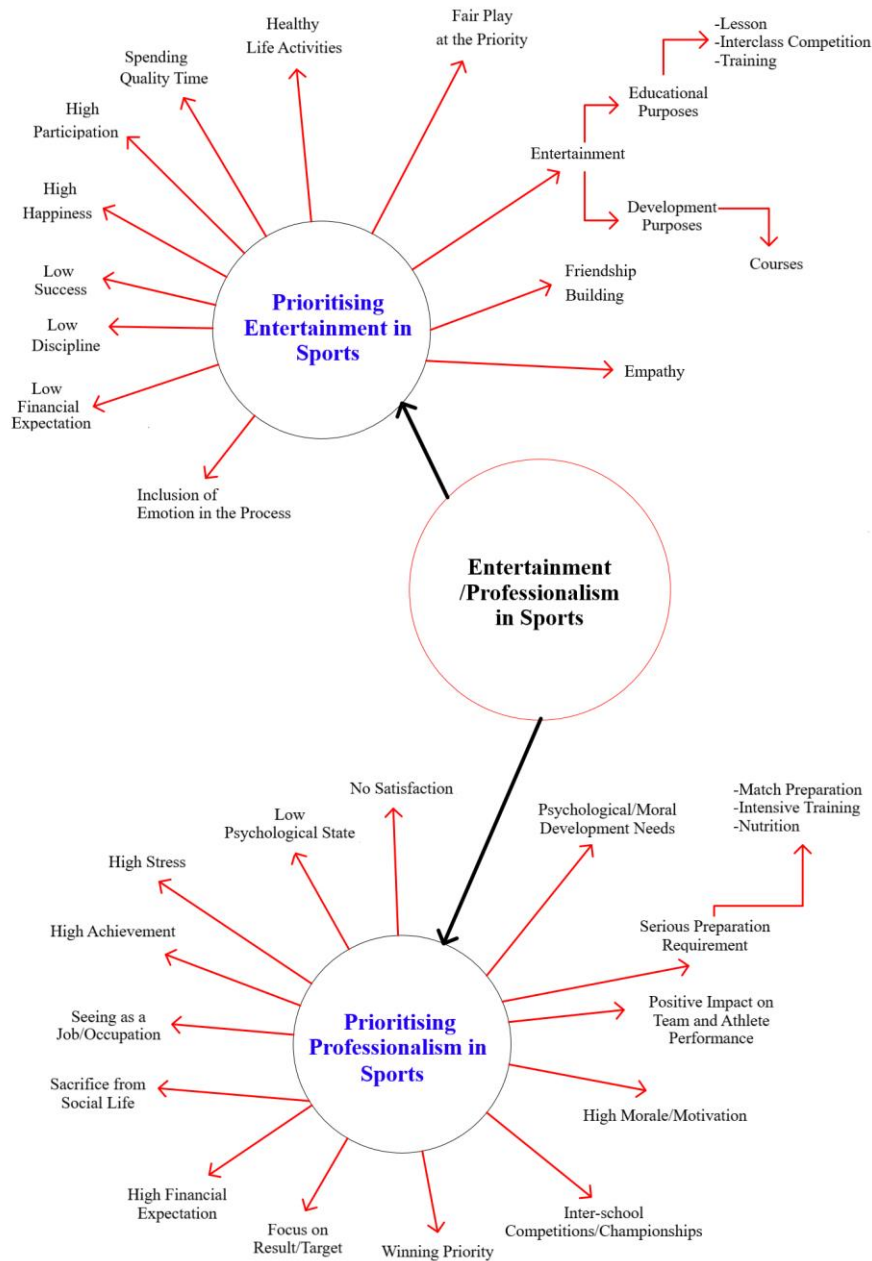 Healthy
Life Activities
Fair Play
at the Priority
-Lesson
-Interclass Competition
-Training
Spending
Quality Time
Educational
Purposes
High
Participation
Entertainment
High
Happiness
Development
Purposes
Courses
Low
Success
Friendship
Building
Prioritising
Entertainment in
Sports
Low
Discipline
Empathy
Low
Financial
Expectation
Inclusion of
Emotion in the Process
Entertainment
/Professionalism
in Sports
No Satisfaction
Low
Psychological State
Psychological/Moral
Development Needs
-Match Preparation
-Intensive Training
-Nutrition
High Stress
High Achievement
Serious Preparation
Requirement
Seeing as a
Job/Occupation
Prioritising
Professionalism in
Sports
Positive Impact on
Team and Athlete
Performance
Sacrifice from
Social Life
High Morale/Motivation
High Financial
Expectation
Focus on
Result/Target
Winning Priority
Inter-school
Competitions/Championships